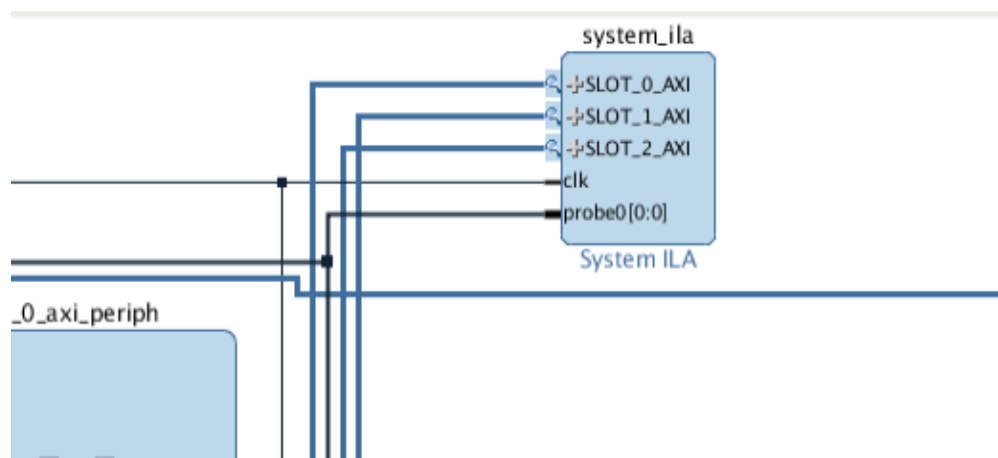 system_ila
SLOT_0_AXI
SLOT_1_AXI
SLOT_2_AXI
clk
probe0[0:0]
System ILA
_0_axi_periph